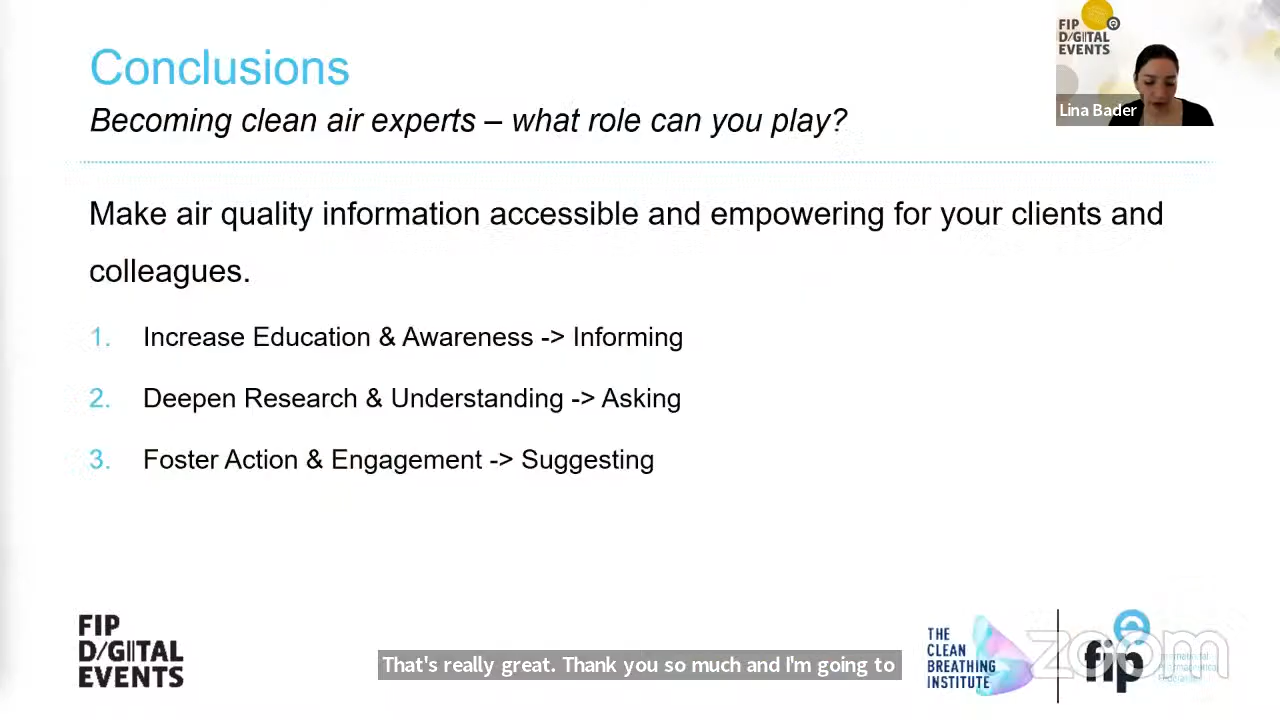 Conclusions
Becoming clean air experts – what role can you play?
FIP
D/GITAL
EVENTS
Lina Bader
Make air quality information accessible and empowering for your clients and
colleagues.
1. Increase Education & Awareness -> Informing
2. Deepen Research & Understanding -> Asking
3. Foster Action & Engagement -> Suggesting
FIP
D/GITAL
EVENTS
That's really great. Thank you so much and I'm going to
THE
CLEAN
BREATHING
INSTITUTE
fip
zoom